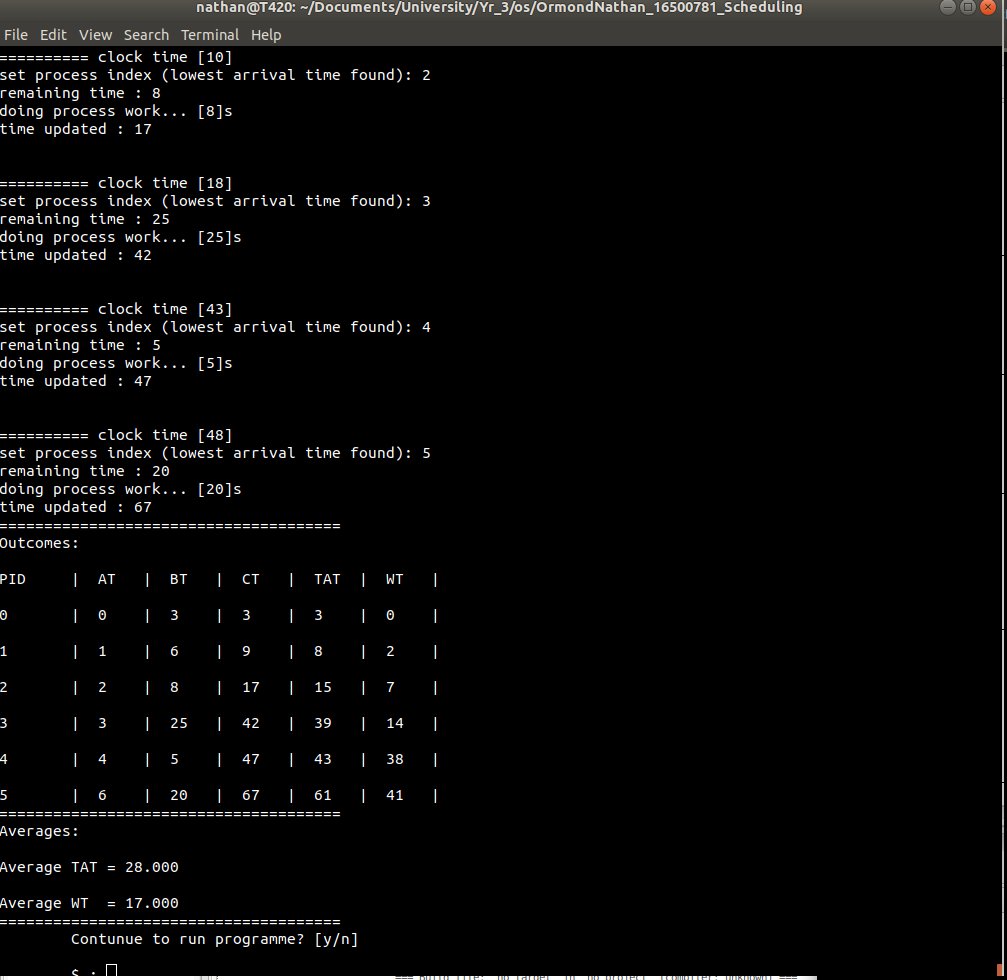 nathan@T420: ~/Documents/University/Yr_3/os/OrmondNathan_16500781_Scheduling
File Edit View Search Terminal Help
========== clock time [10]
set process index (lowest arrival time found): 2
remaining time : 8
doing process work... [8]s
time updated : 17
========== clock time [18]
set process index (lowest arrival time found): 3
remaining time : 25
doing process work... [25]s
time updated : 42
========== clock time [43]
set process index (lowest arrival time found): 4
remaining time : 5
doing process work... [5]s
time updated : 47
========== clock time [48]
set process index (lowest arrival time found): 5
remaining time : 20
doing process work... [20]s
time updated : 67
======================================
Outcomes:
PID | AT | BT | CT | TAT | WT |
0 | 0 | 3 | 3 | 3 | 0 |
1 | 1 | 6 | 9 | 8 | 2 |
2 | 2 | 8 | 17 | 15 | 7 |
3 | 3 | 25 | 42 | 39 | 14 |
4 | 4 | 5 | 47 | 43 | 38 |
5 | 6 | 20 | 67 | 61 | 41 |
======================================
Averages:
Average TAT = 28.000
Average WT = 17.000
======================================
Contunue to run programme? [y/n]
$ :